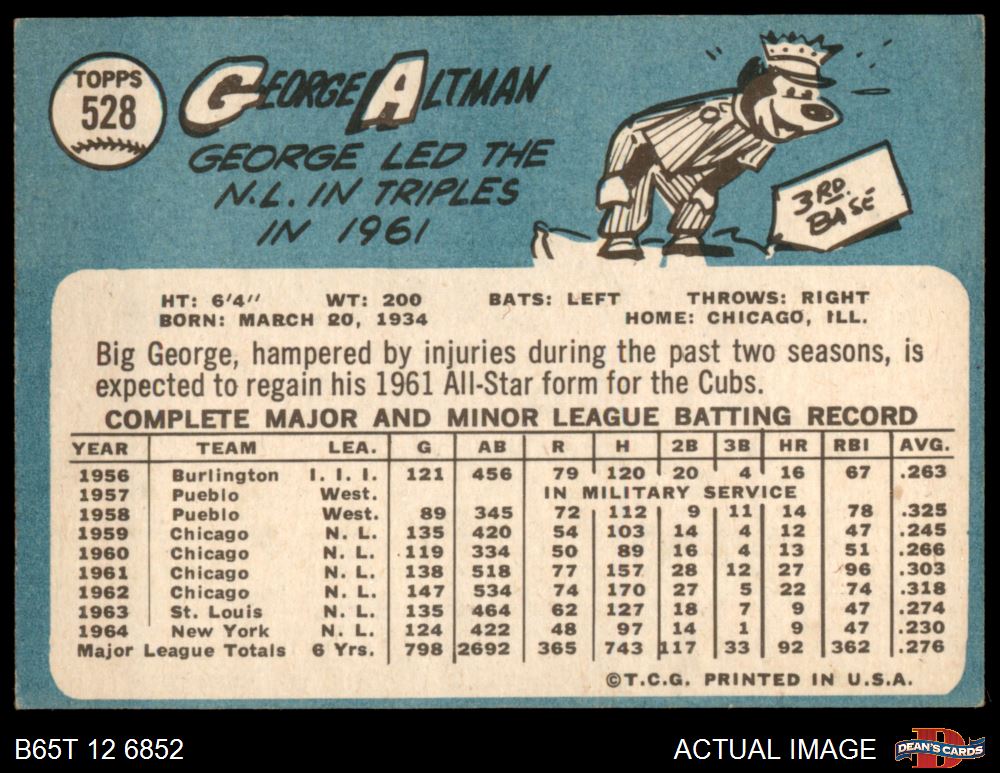 TOPPS
528
GEORGE ALTMAN
GEORGE LED THE
N.L. IN TRIPLES
IN 1961
3RD.
BASE
HT: 6'4" WT: 200 BATS: LEFT THROWS: RIGHT
BORN: MARCH 20, 1934 HOME: CHICAGO, ILL.
Big George, hampered by injuries during the past two seasons, is
expected to regain his 1961 All-Star form for the Cubs.
COMPLETE MAJOR AND MINOR LEAGUE BATTING RECORD
YEAR TEAM LEA. G AB R H 2B 3B HR RBI AVG.
1956 Burlington I. I. I. 121 456 79 120 20 4 16 67 .263
1957 Pueblo West. IN MILITARY SERVICE
1958 Pueblo West. 89 345 72 112 9 11 14 78 .325
1959 Chicago N. L. 135 420 54 103 14 4 12 47 .245
1960 Chicago N. L. 119 334 50 89 16 4 13 51 .266
1961 Chicago N. L. 138 518 77 157 28 12 27 96 .303
1962 Chicago N. L. 147 534 74 170 27 5 22 74 .318
1963 St. Louis N. L. 135 464 62 127 18 7 9 47 .274
1964 New York N. L. 124 422 48 97 14 1 9 47 .230
Major League Totals 6 Yrs. 798 2692 365 743 117 33 92 362 .276
©T.C.G. PRINTED IN U.S.A.
B65T 12 6852 ACTUAL IMAGE DEAN'S CARDS